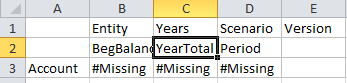 A B C D E
1 Entity Years Scenario Version
2 BegBalanc YearTotal Period
3 Account #Missing #Missing #Missing